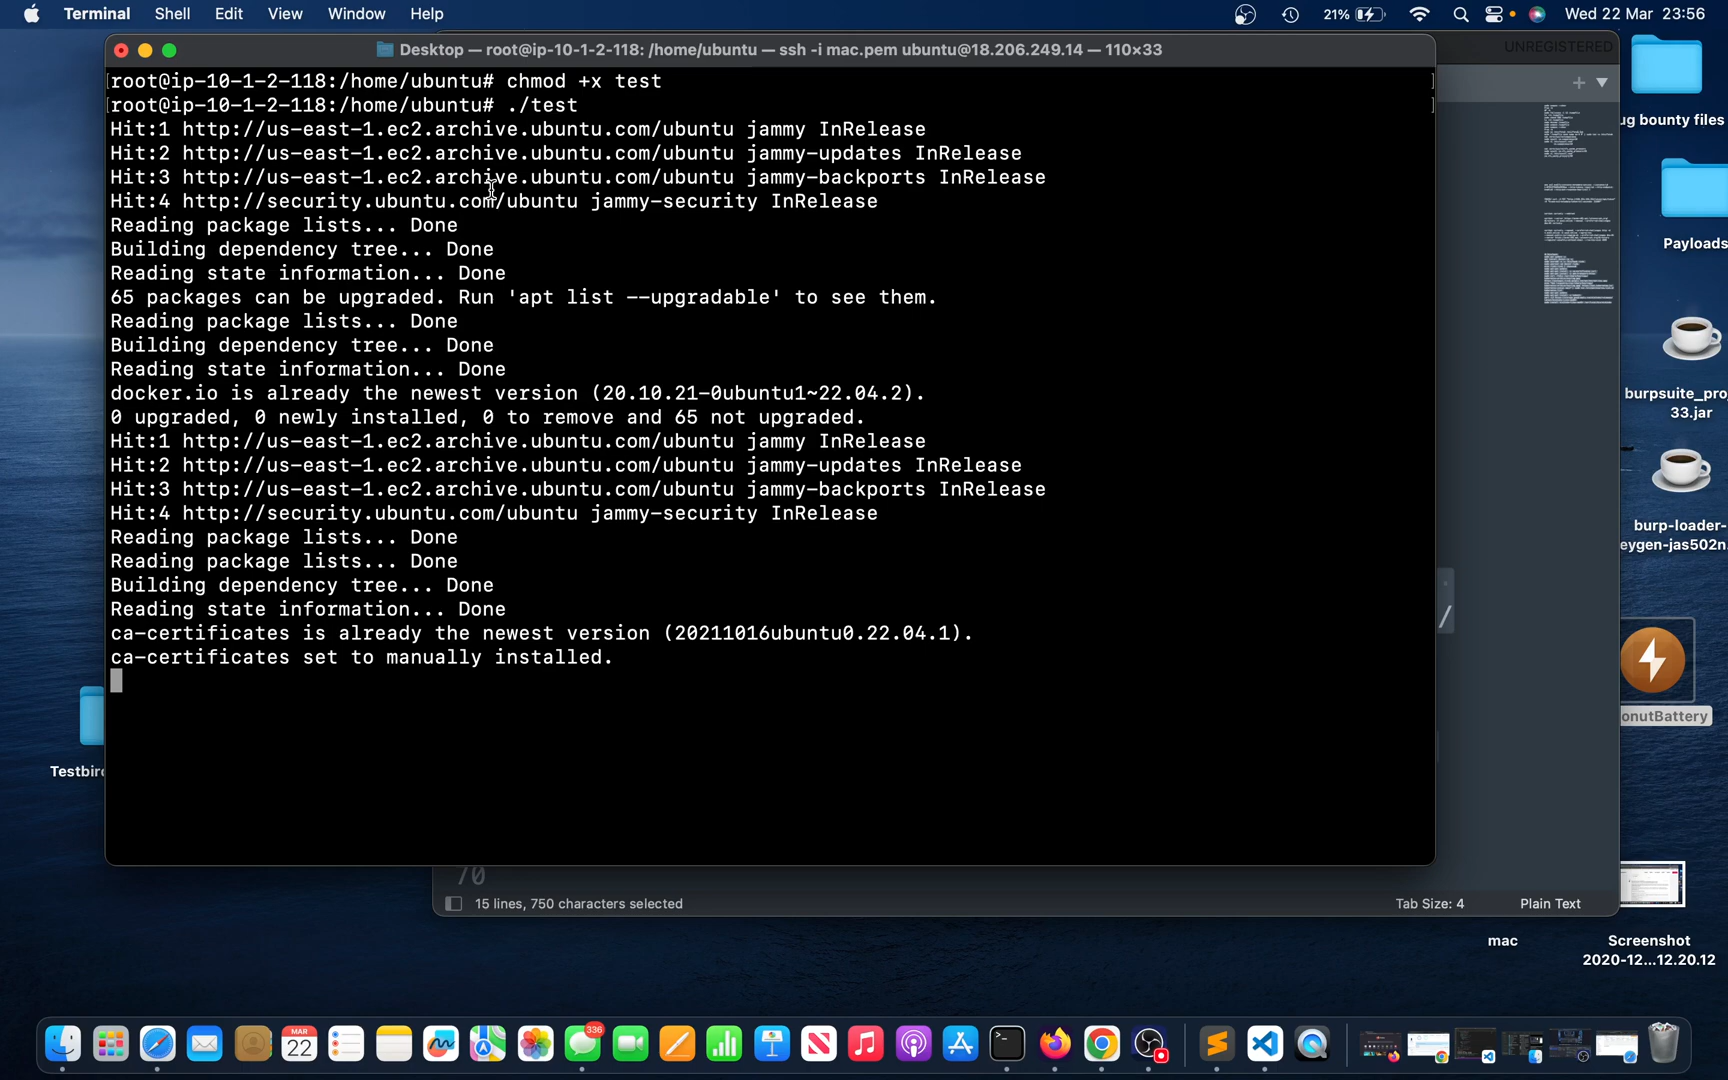 Terminal Shell Edit View Window Help
21% Wed 22 Mar 23:56
Desktop — root@ip-10-1-2-118: /home/ubuntu — ssh -i mac.pem ubuntu@18.206.249.14 — 110×33
UNREGISTERED
[root@ip-10-1-2-118:/home/ubuntu# chmod +x test ]
[root@ip-10-1-2-118:/home/ubuntu# ./test ]
Hit:1 http://us-east-1.ec2.archive.ubuntu.com/ubuntu jammy InRelease
Hit:2 http://us-east-1.ec2.archive.ubuntu.com/ubuntu jammy-updates InRelease
Hit:3 http://us-east-1.ec2.archive.ubuntu.com/ubuntu jammy-backports InRelease
Hit:4 http://security.ubuntu.com/ubuntu jammy-security InRelease
Reading package lists... Done
Building dependency tree... Done
Reading state information... Done
65 packages can be upgraded. Run 'apt list --upgradable' to see them.
Reading package lists... Done
Building dependency tree... Done
Reading state information... Done
docker.io is already the newest version (20.10.21-0ubuntu1~22.04.2).
0 upgraded, 0 newly installed, 0 to remove and 65 not upgraded.
Hit:1 http://us-east-1.ec2.archive.ubuntu.com/ubuntu jammy InRelease
Hit:2 http://us-east-1.ec2.archive.ubuntu.com/ubuntu jammy-updates InRelease
Hit:3 http://us-east-1.ec2.archive.ubuntu.com/ubuntu jammy-backports InRelease
Hit:4 http://security.ubuntu.com/ubuntu jammy-security InRelease
Reading package lists... Done
Reading package lists... Done
Building dependency tree... Done
Reading state information... Done
ca-certificates is already the newest version (20211016ubuntu0.22.04.1).
ca-certificates set to manually installed.
/
70
15 lines, 750 characters selected Tab Size: 4 Plain Text
ug bounty files
Payloads
burpsuite_pro
33.jar
burp-loader-
eygen-jas502n.
onutBattery
Testbir
mac
Screenshot
2020-12...12.20.12
MAR
22
336